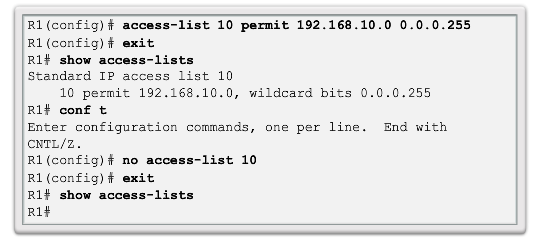 R1(config)# access-list 10 permit 192.168.10.0 0.0.0.255
R1(config)# exit
R1# show access-lists
Standard IP access list 10
    10 permit 192.168.10.0, wildcard bits 0.0.0.255
R1# conf t
Enter configuration commands, one per line.  End with
CNTL/Z.
R1(config)# no access-list 10
R1(config)# exit
R1# show access-lists
R1#